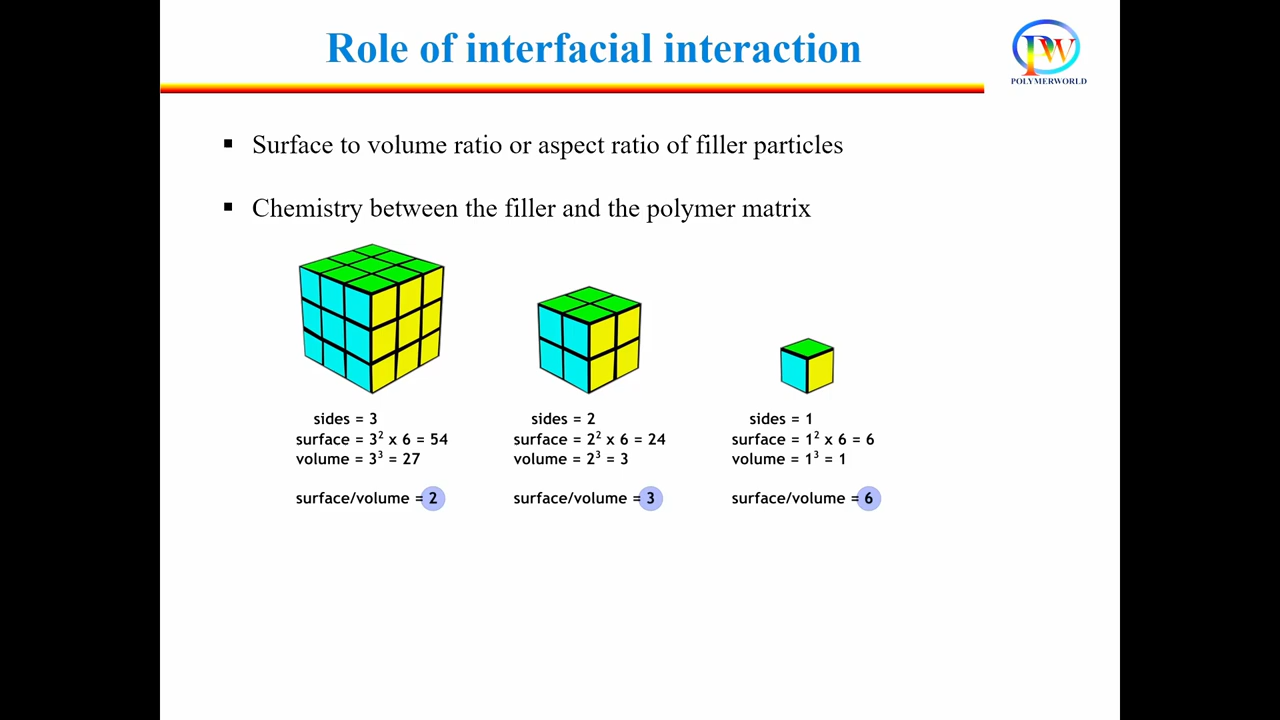 Role of interfacial interaction
PW
POLYMERWORLD
▪ Surface to volume ratio or aspect ratio of filler particles
▪ Chemistry between the filler and the polymer matrix
sides = 3
surface = 3² x 6 = 54
volume = 3³ = 27
surface/volume = 2
sides = 2
surface = 2² x 6 = 24
volume = 2³ = 3
surface/volume = 3
sides = 1
surface = 1² x 6 = 6
volume = 1³ = 1
surface/volume = 6